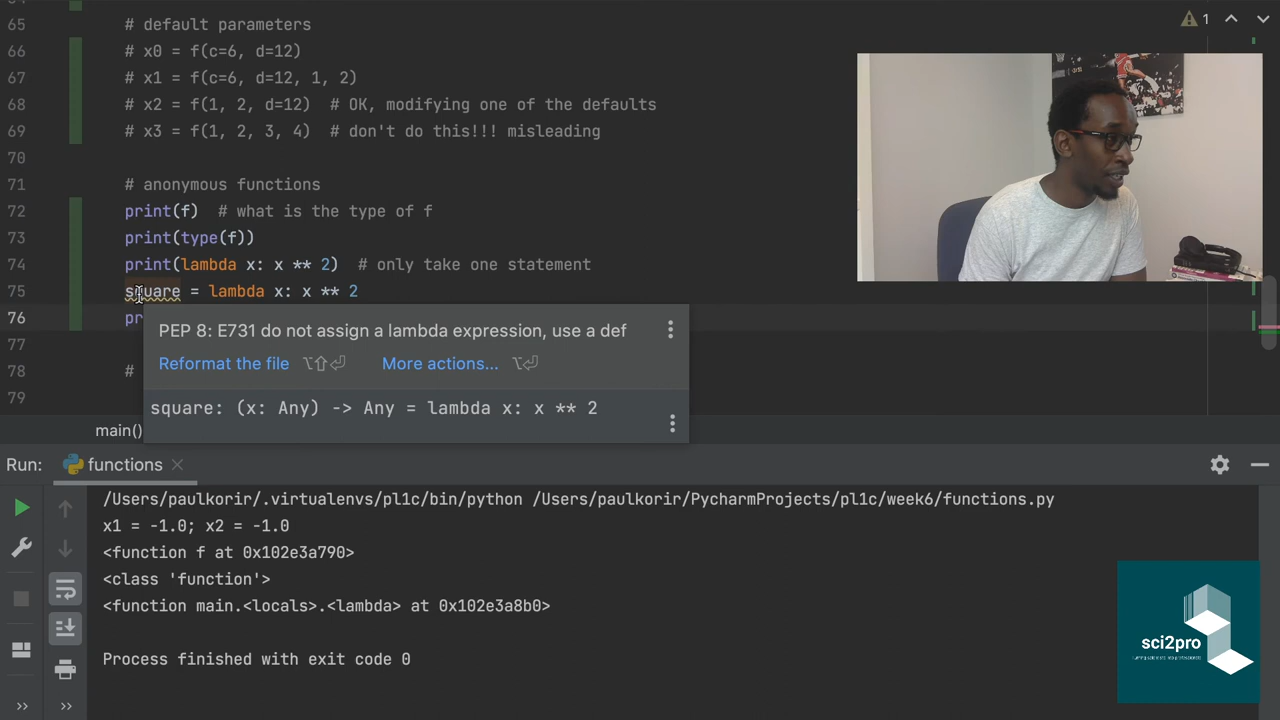 65 # default parameters
66 # x0 = f(c=6, d=12)
67 # x1 = f(c=6, d=12, 1, 2)
68 # x2 = f(1, 2, d=12)  # OK, modifying one of the defaults
69 # x3 = f(1, 2, 3, 4)  # don't do this!!! misleading
70
71 # anonymous functions
72 print(f)  # what is the type of f
73 print(type(f))
74 print(lambda x: x ** 2)  # only take one statement
75 square = lambda x: x ** 2
76 pr
77
78 #
79
1
PEP 8: E731 do not assign a lambda expression, use a def
Reformat the file ⌥⇧⏎ More actions... ⌥⏎
square: (x: Any) -> Any = lambda x: x ** 2
main()
Run: functions
/Users/paulkorir/.virtualenvs/pl1c/bin/python /Users/paulkorir/PycharmProjects/pl1c/week6/functions.py
x1 = -1.0; x2 = -1.0
<function f at 0x102e3a790>
<class 'function'>
<function main.<locals>.<lambda> at 0x102e3a8b0>
Process finished with exit code 0
sci2pro